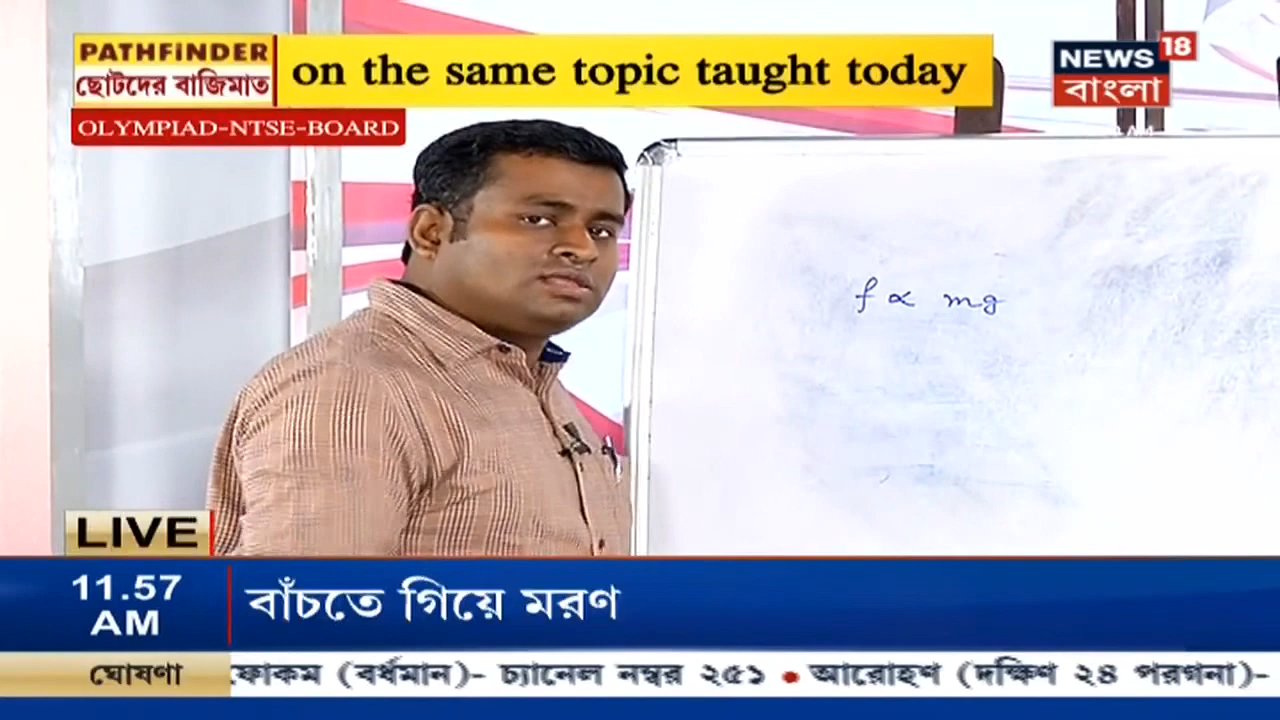 PATHFINDER
ছোটদের বাজিমাত
on the same topic taught today
OLYMPIAD-NTSE-BOARD
NEWS 18
বাংলা
f ∝ mg
LIVE
11.57
AM
বাঁচতে গিয়ে মরণ
ঘোষণা
ফোকম (বর্ধমান)- চ্যানেল নম্বর ২৫১ • আরোহণ (দক্ষিণ ২৪ পরগনা)-